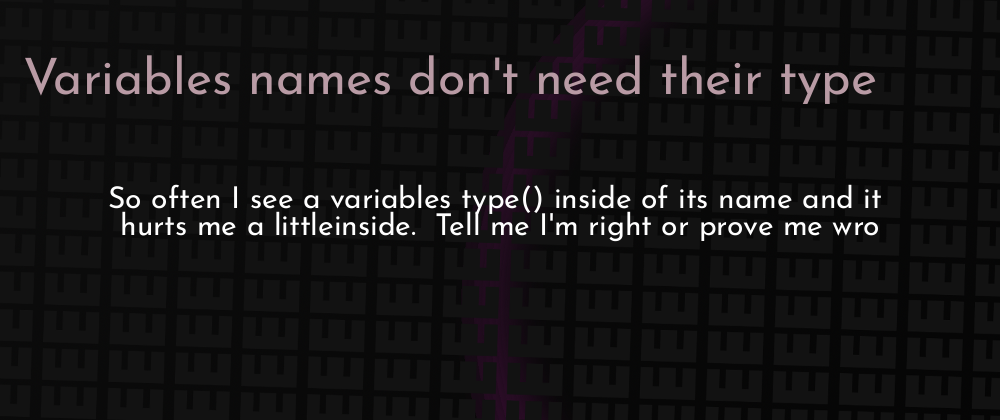 Variables names don't need their type
So often I see a variables type() inside of its name and it
hurts me a littleinside. Tell me I'm right or prove me wro